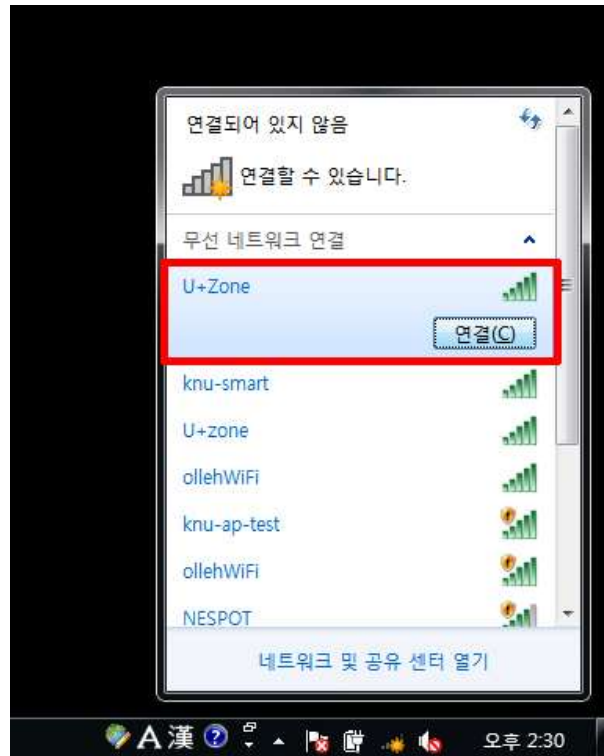 연결되어 있지 않음
연결할 수 있습니다.
무선 네트워크 연결
U+Zone
연결(C)
knu-smart
U+zone
ollehWiFi
knu-ap-test
ollehWiFi
NESPOT
네트워크 및 공유 센터 열기
A 漢 ? 오후 2:30